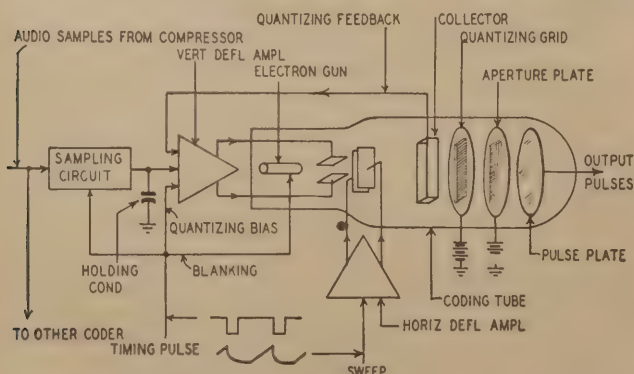 QUANTIZING FEEDBACK
COLLECTOR
QUANTIZING GRID
AUDIO SAMPLES FROM COMPRESSOR
VERT DEFL AMPL
ELECTRON GUN
APERTURE PLATE
SAMPLING
CIRCUIT
OUTPUT
PULSES
QUANTIZING BIAS
HOLDING
COND
BLANKING
PULSE PLATE
CODING TUBE
TO OTHER CODER
TIMING PULSE
HORIZ DEFL AMPL
SWEEP